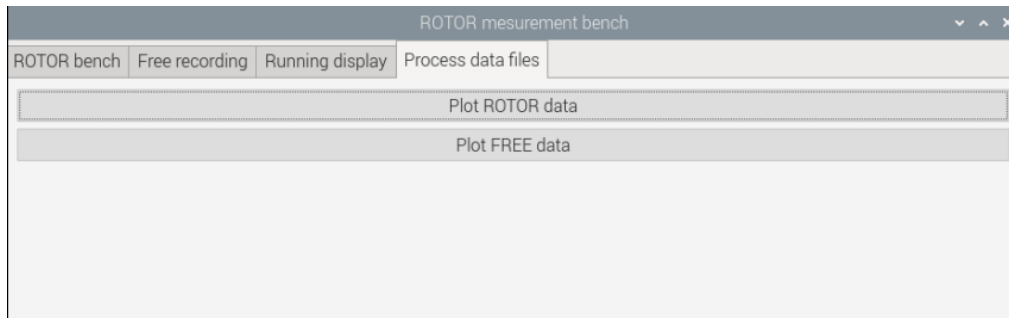 ROTOR mesurement bench
ROTOR bench Free recording Running display Process data files
Plot ROTOR data
Plot FREE data